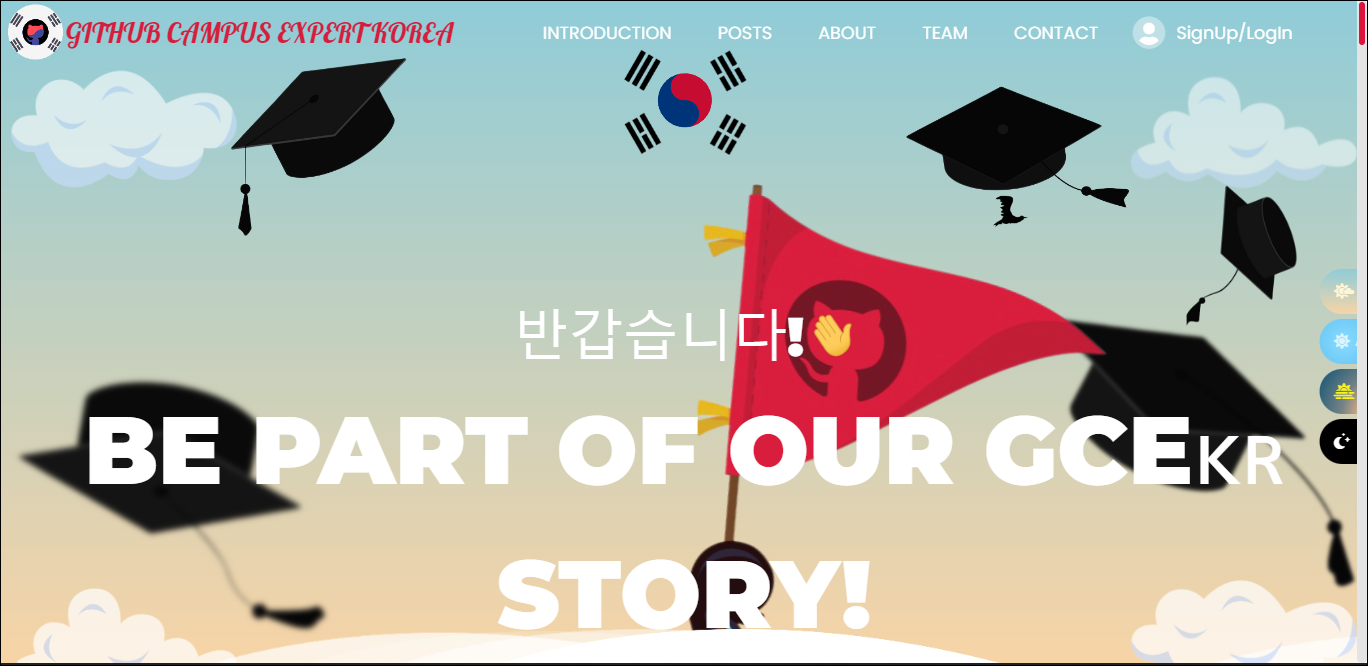 GITHUB CAMPUS EXPERT KOREA
INTRODUCTION
POSTS
ABOUT
TEAM
CONTACT
SignUp/LogIn
반갑습니다!
BE PART OF OUR GCEKR
STORY!